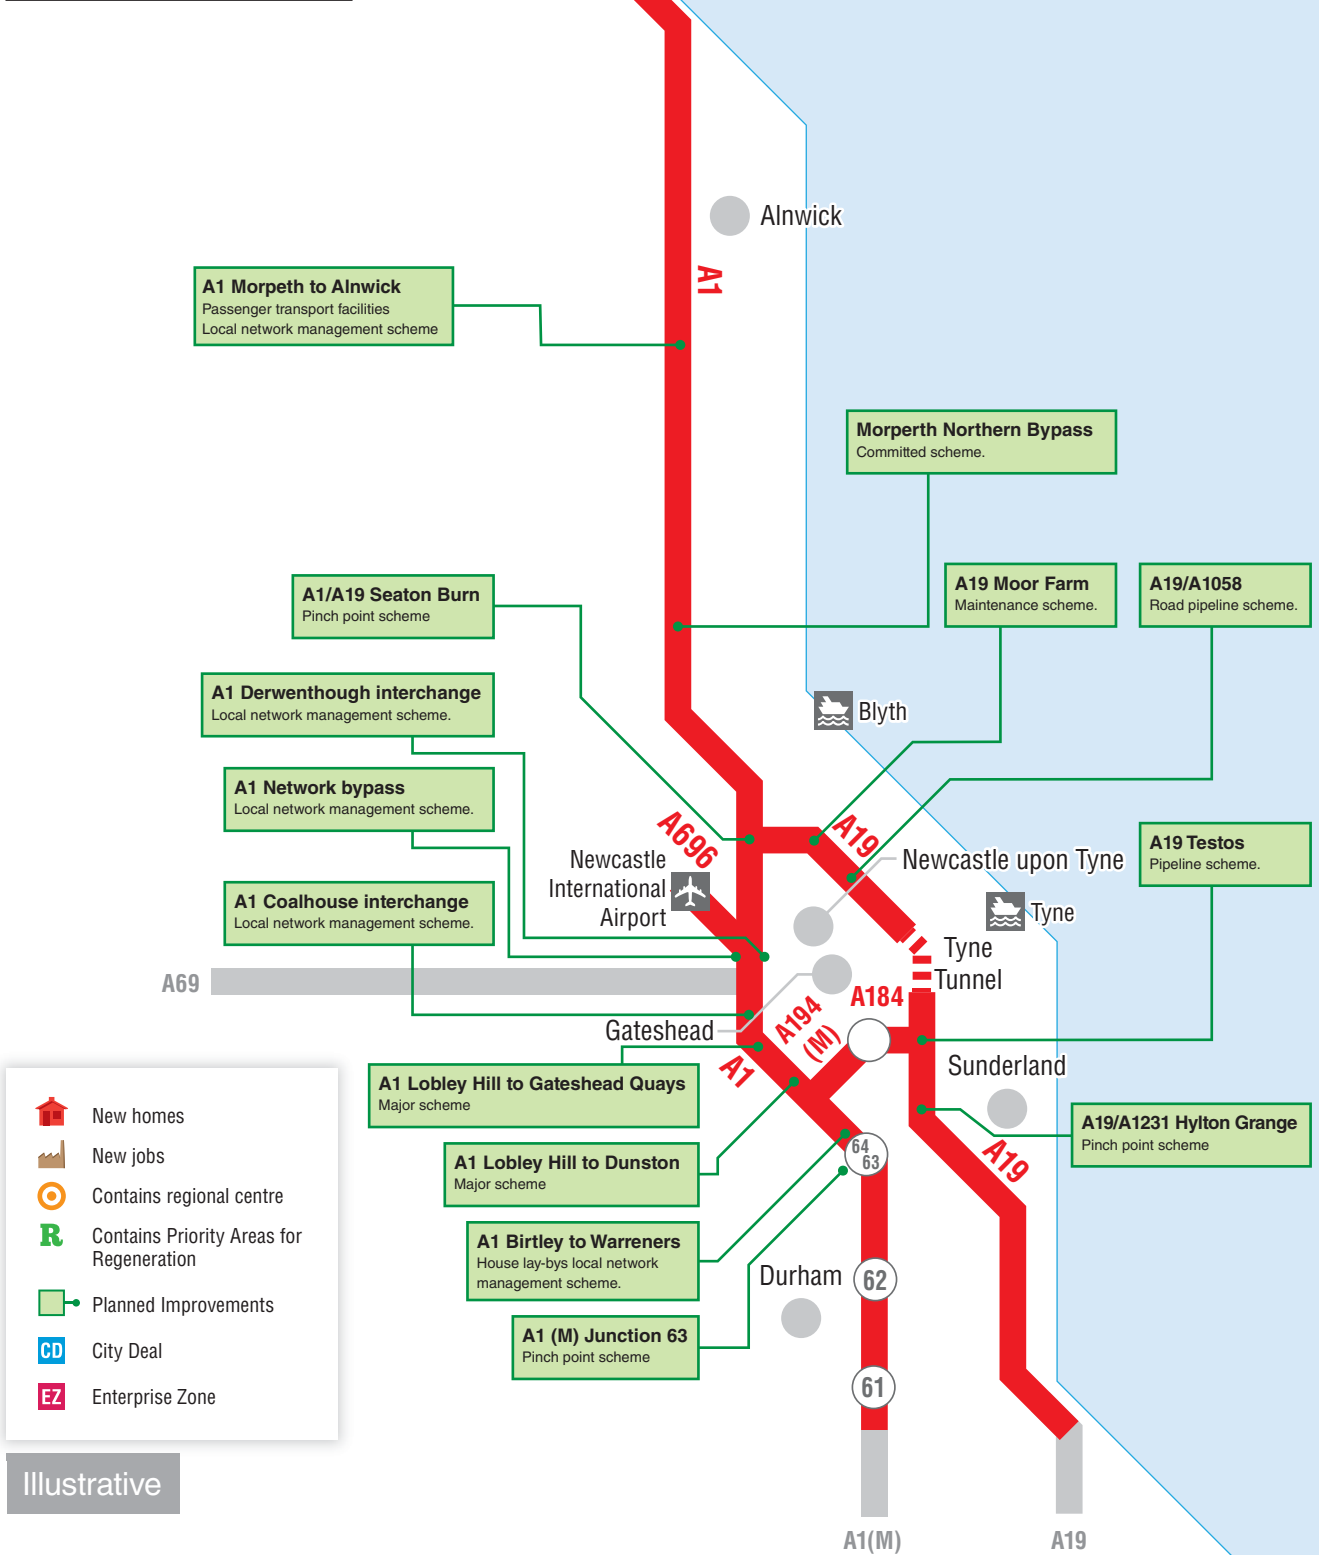 Alnwick
A1
A1 Morpeth to Alnwick
Passenger transport facilities
Local network management scheme
Morperth Northern Bypass
Committed scheme.
A1/A19 Seaton Burn
Pinch point scheme
A19 Moor Farm
Maintenance scheme.
A19/A1058
Road pipeline scheme.
A1 Derwenthough interchange
Local network management scheme.
Blyth
A1 Network bypass
Local network management scheme.
A696
A19
A19 Testos
Pipeline scheme.
Newcastle
International
Airport
Newcastle upon Tyne
A1 Coalhouse interchange
Local network management scheme.
Tyne
Tyne
Tunnel
A69
A184
A194
(M)
Gateshead
A1
Sunderland
A1 Lobley Hill to Gateshead Quays
Major scheme
A19/A1231 Hylton Grange
Pinch point scheme
A19
A1 Lobley Hill to Dunston
Major scheme
64
63
A1 Birtley to Warreners
House lay-bys local network
management scheme.
Durham
62
A1 (M) Junction 63
Pinch point scheme
61
New homes
New jobs
Contains regional centre
R
Contains Priority Areas for
Regeneration
Planned Improvements
CD
City Deal
EZ
Enterprise Zone
Illustrative
A1(M)
A19